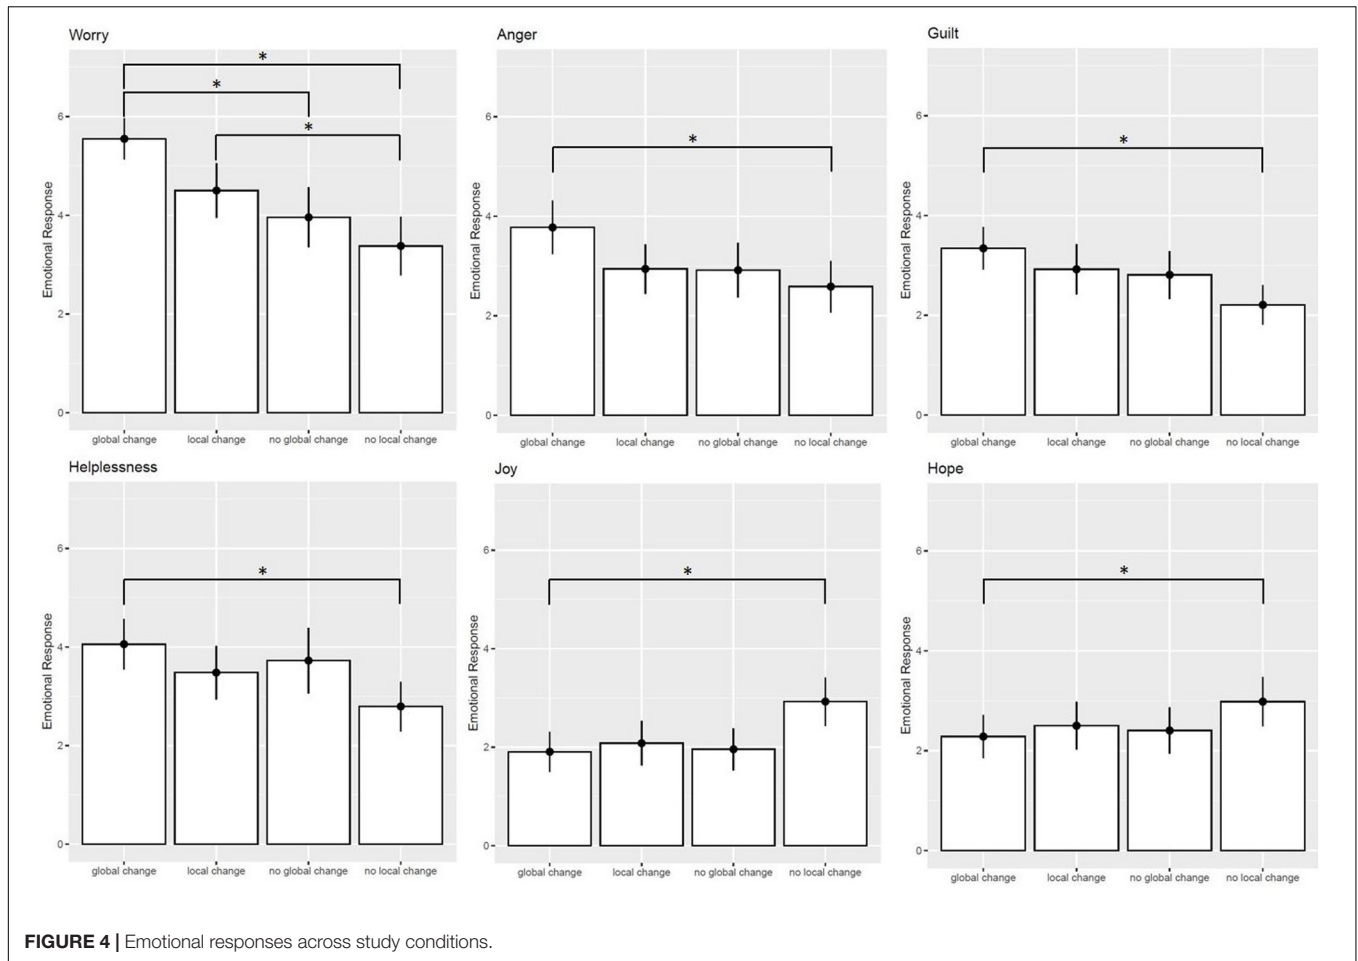 Worry
*
*
*
6
4
2
0
Emotional Response
global change
local change
no global change
no local change
Anger
*
6
4
2
0
Emotional Response
global change
local change
no global change
no local change
Guilt
*
6
4
2
0
Emotional Response
global change
local change
no global change
no local change
Helplessness
*
6
4
2
0
Emotional Response
global change
local change
no global change
no local change
Joy
*
6
4
2
0
Emotional Response
global change
local change
no global change
no local change
Hope
*
6
4
2
0
Emotional Response
global change
local change
no global change
no local change
FIGURE 4 | Emotional responses across study conditions.